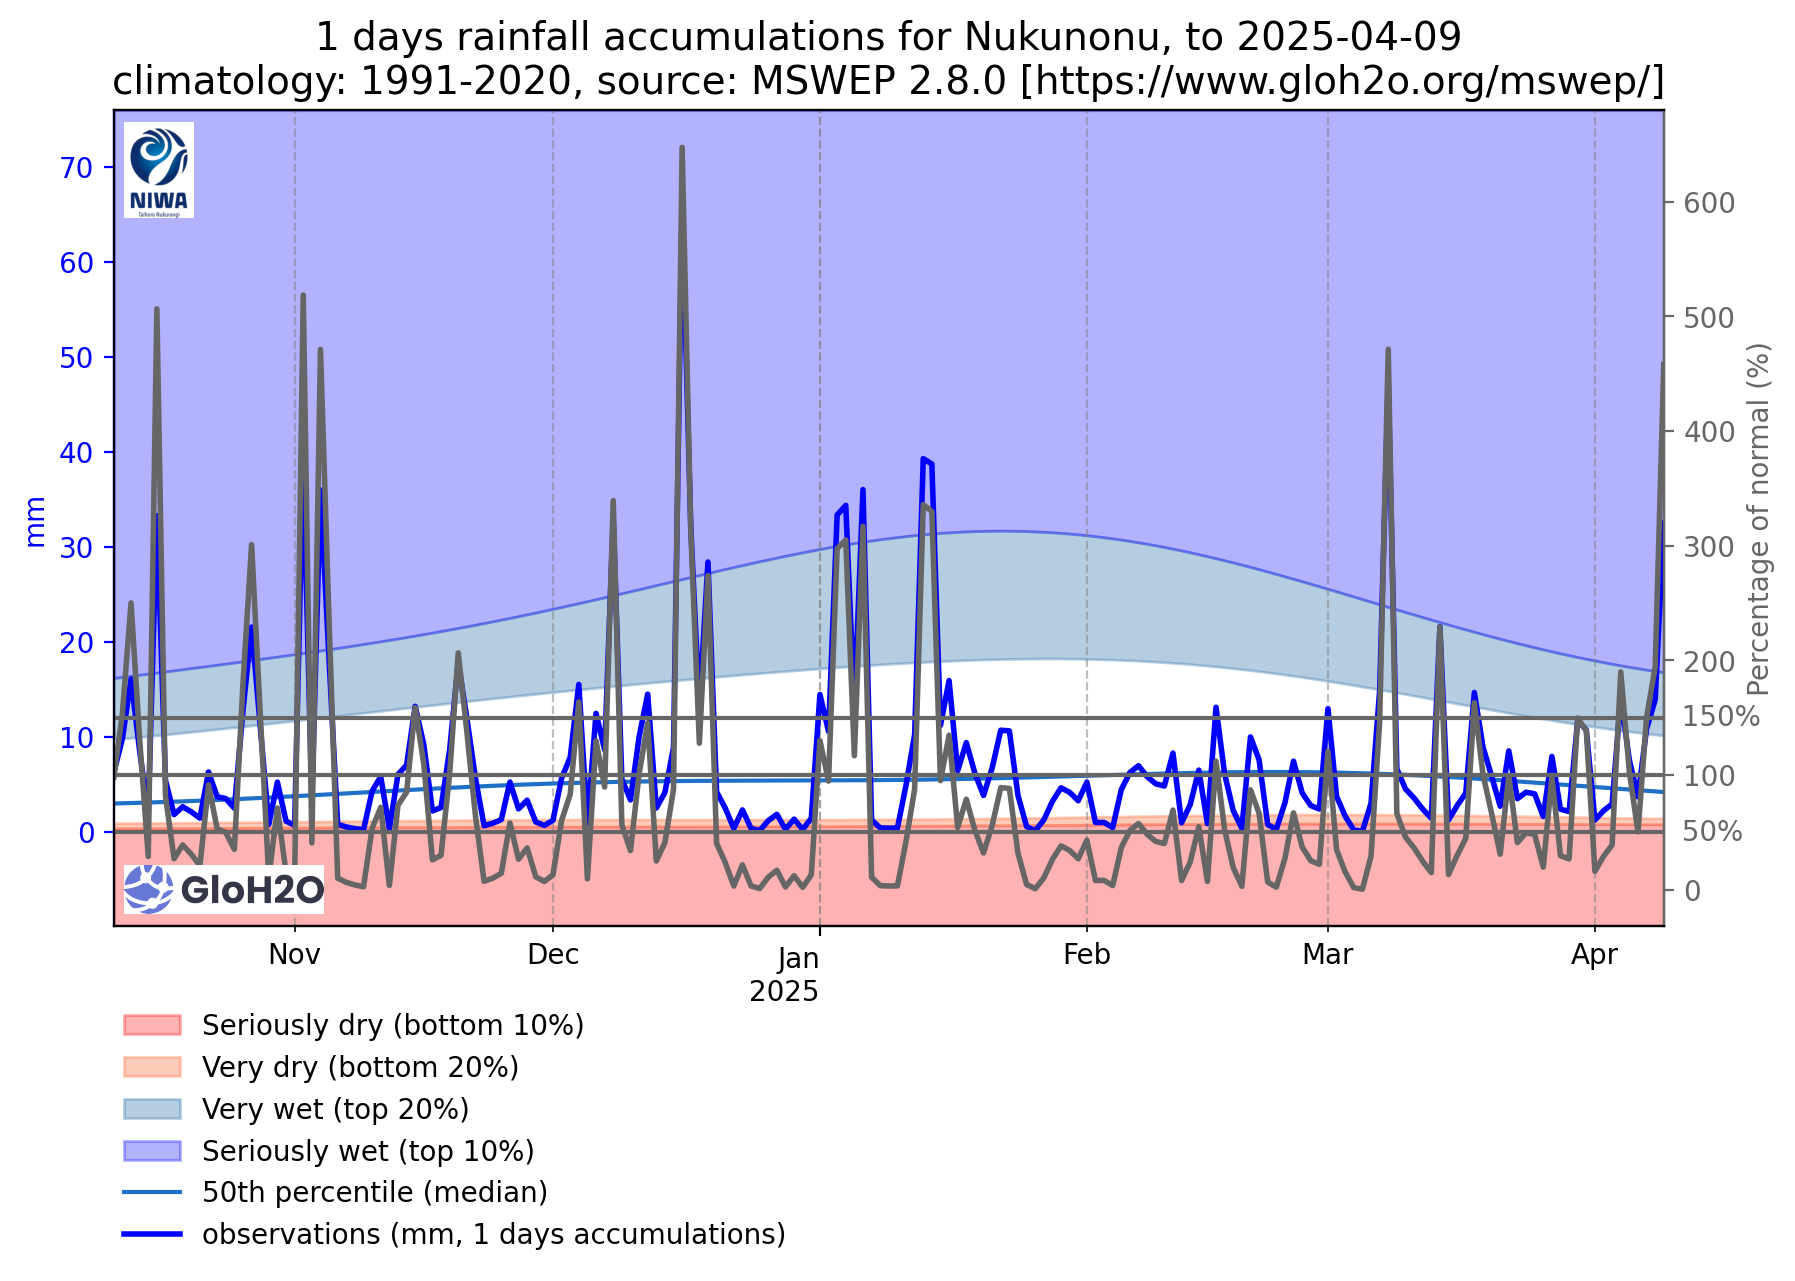 1 days rainfall accumulations for Nukunonu, to 2025-04-09
climatology: 1991-2020, source: MSWEP 2.8.0 [https://www.gloh2o.org/mswep/]
NIWA
Taihoro Nukurangi
70
60
50
40
30
20
10
0
mm
600
500
400
300
200
150%
100
50%
0
Percentage of normal (%)
GloH2O
Nov
Dec
Jan
2025
Feb
Mar
Apr
Seriously dry (bottom 10%)
Very dry (bottom 20%)
Very wet (top 20%)
Seriously wet (top 10%)
50th percentile (median)
observations (mm, 1 days accumulations)